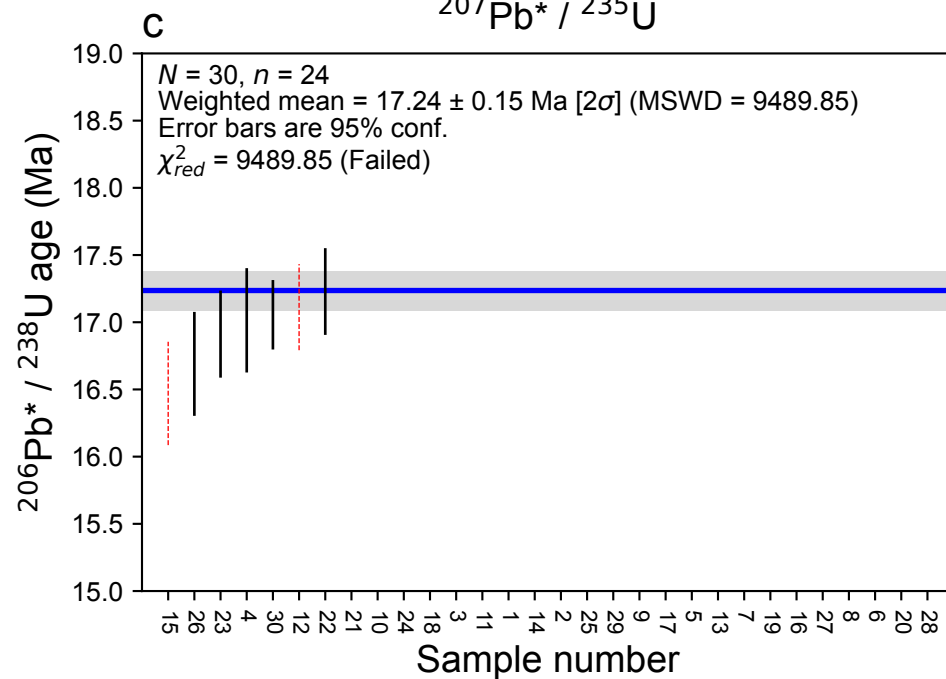 207Pb* / 235U
c
N = 30, n = 24
Weighted mean = 17.24 ± 0.15 Ma [2σ] (MSWD = 9489.85)
Error bars are 95% conf.
χ²red = 9489.85 (Failed)
206Pb* / 238U age (Ma)
19.0
18.5
18.0
17.5
17.0
16.5
16.0
15.5
15.0
15 26 23 4 30 12 22 21 10 24 18 3 11 1 14 2 25 29 9 17 5 13 7 19 16 27 8 6 20 28
Sample number